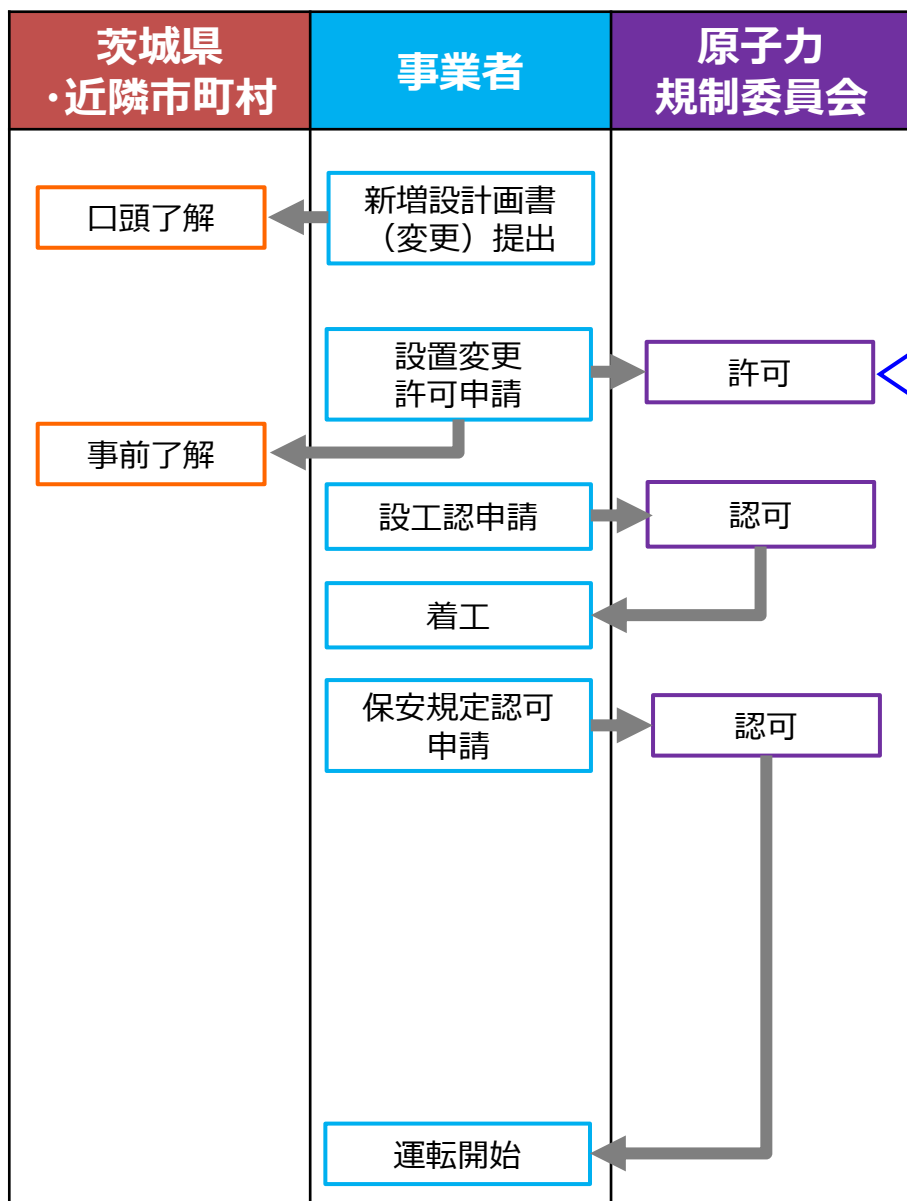 茨城県
・近隣市町村
事業者
原子力
規制委員会
口頭了解
新増設計画書
（変更）提出
設置変更
許可申請
許可
事前了解
設工認申請
認可
着工
保安規定認可
申請
認可
運転開始